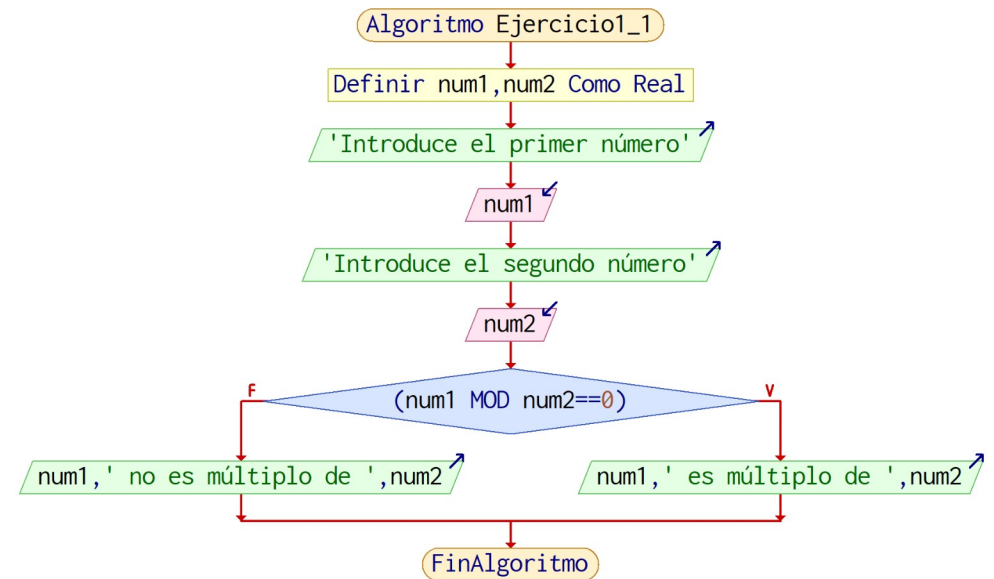 Algoritmo Ejercicio1_1
Definir num1,num2 Como Real
'Introduce el primer número'
num1
'Introduce el segundo número'
num2
F
V
(num1 MOD num2==0)
num1,' no es múltiplo de ',num2
num1,' es múltiplo de ',num2
FinAlgoritmo